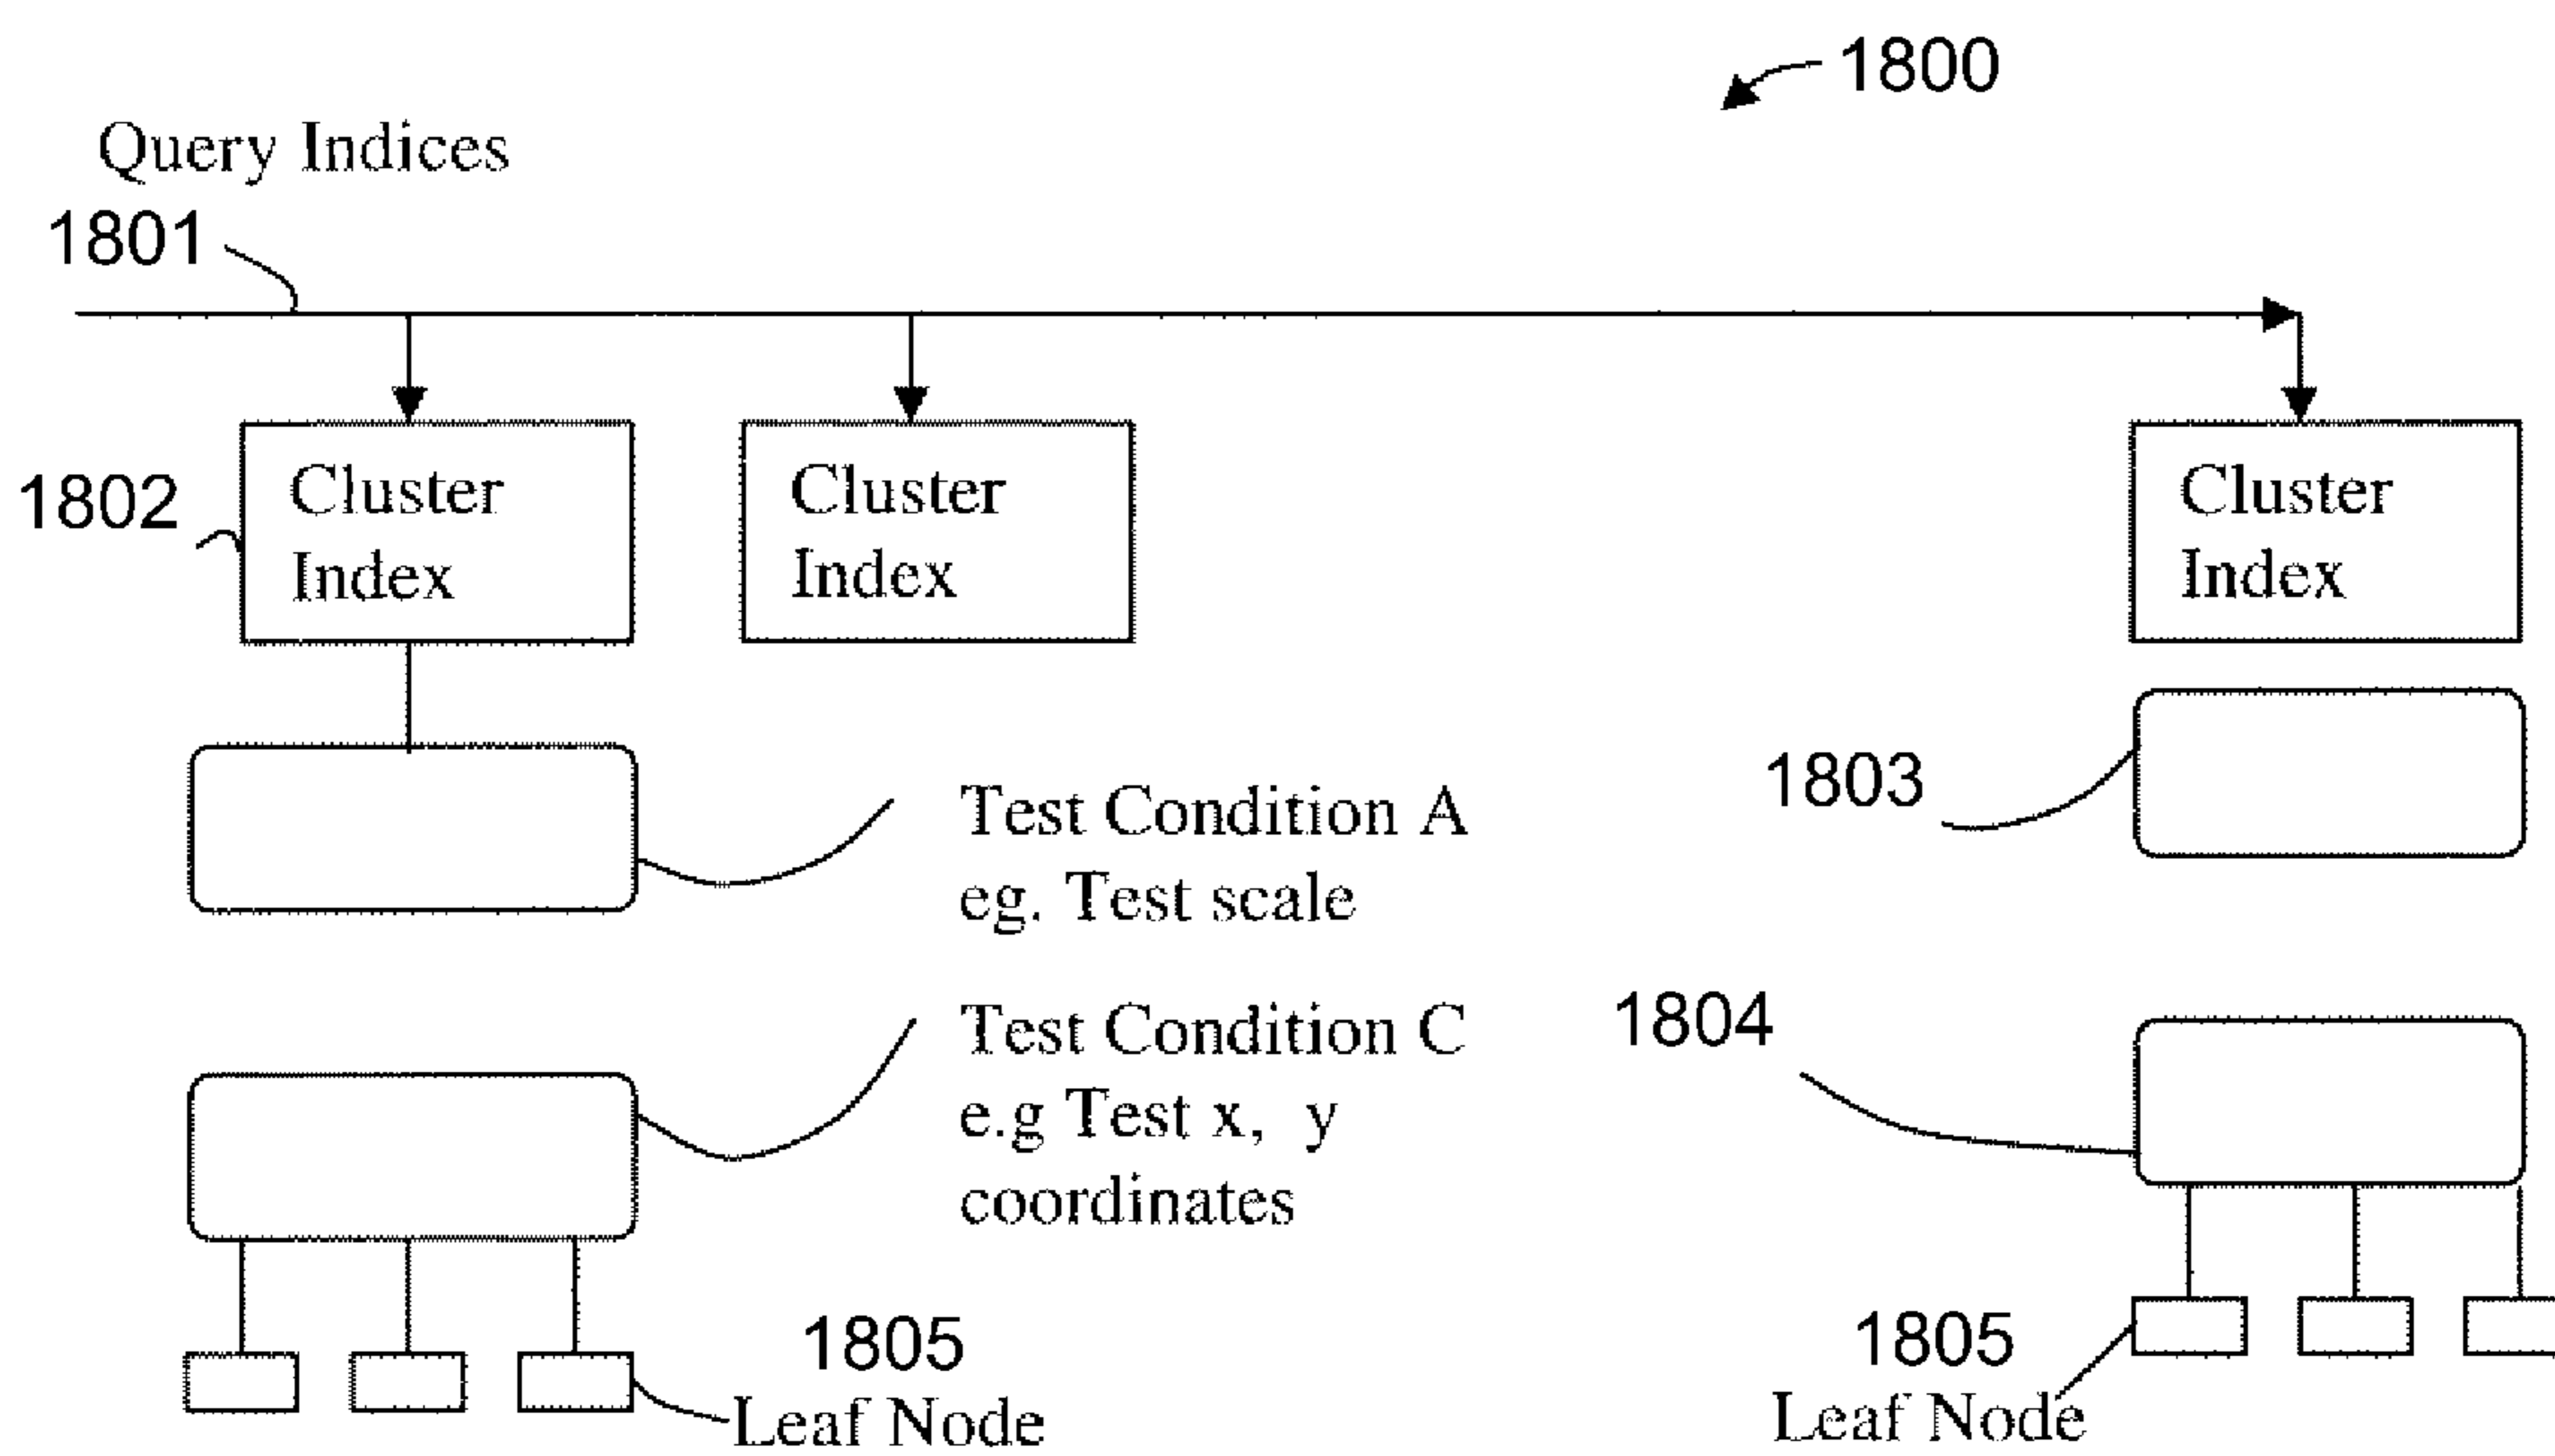 1800
Query Indices
1801
Cluster
Index
Cluster
Index
Cluster
Index
1802
1803
Test Condition A
eg. Test scale
1804
Test Condition C
e.g Test x, y
coordinates
1805
Leaf Node
1805
Leaf Node